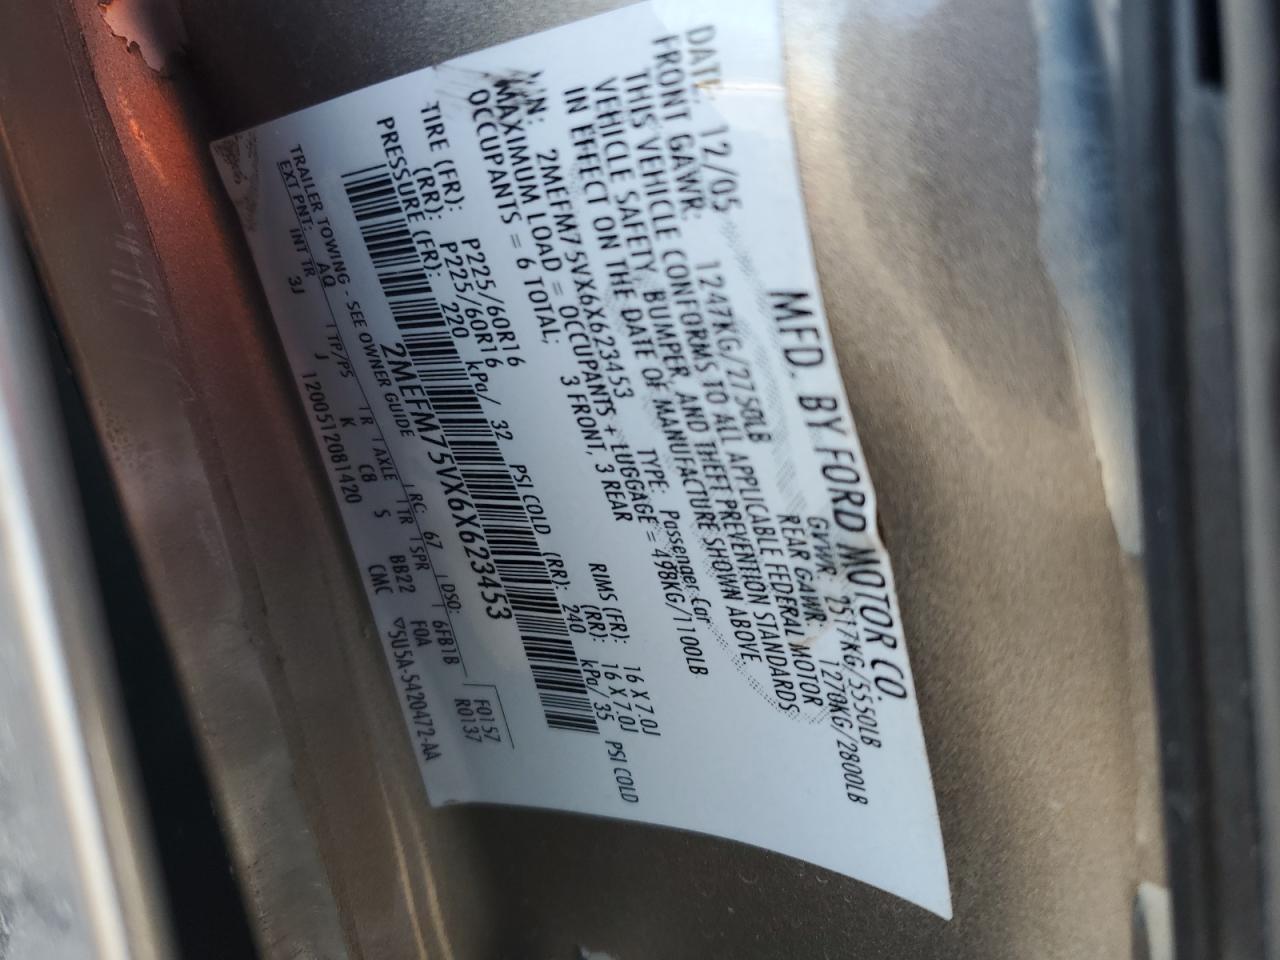 MFD. BY FORD MOTOR CO.
DATE: 12/05 GVWR: 2517KG/5550LB
FRONT GAWR: 1247KG/2750LB REAR GAWR: 1270KG/2800LB
THIS VEHICLE CONFORMS TO ALL APPLICABLE FEDERAL MOTOR
VEHICLE SAFETY, BUMPER, AND THEFT PREVENTION STANDARDS
IN EFFECT ON THE DATE OF MANUFACTURE SHOWN ABOVE
VIN: 2MEFM75VX6X623453 TYPE: Passenger Car
MAXIMUM LOAD = OCCUPANTS + LUGGAGE = 498KG/1100LB
OCCUPANTS = 6 TOTAL, 3 FRONT, 3 REAR
TIRE (FR): P225/60R16 RIMS (FR): 16 X 7.0J
(RR): P225/60R16 (RR): 16 X 7.0J
PRESSURE (FR): 220 kPa/ 32 PSI COLD (RR): 240 kPa/ 35 PSI COLD
2MEFM75VX6X623453
F0157
R0137
TRAILER TOWING - SEE OWNER GUIDE RC: 67 DSO: 6FB1B
EXT PNT: AQ
INT TR TP/PS R AXLE TR SPR
3J J K CB S BB22 F0A
1200512081420 CMC ▽5U5A-5420472-AA